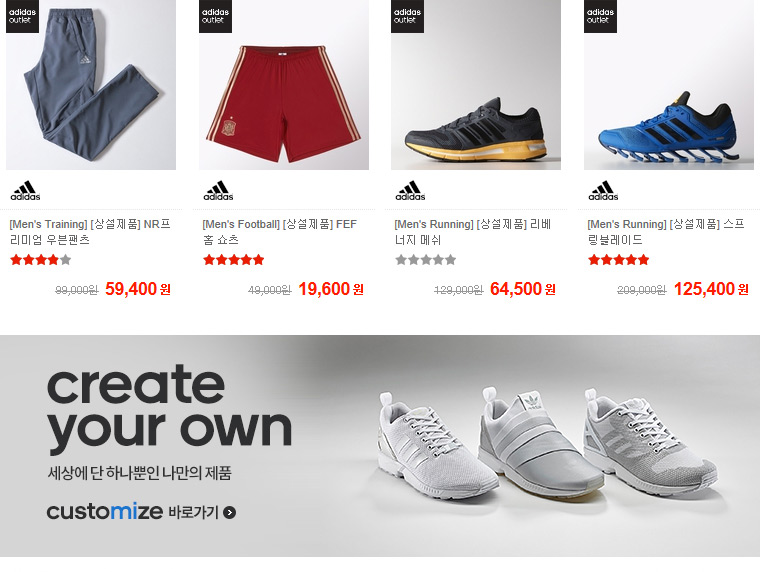 adidas
outlet
adidas
outlet
adidas
outlet
adidas
outlet
adidas
adidas
adidas
adidas
[Men's Training] [상설제품] NR프
리미엄 우븐팬츠
99,000원 59,400 원
[Men's Football] [상설제품] FEF
홈 쇼츠
49,000원 19,600 원
[Men's Running] [상설제품] 리베
너지 메쉬
129,000원 64,500 원
[Men's Running] [상설제품] 스프
링블레이드
209,000원 125,400 원
create
your own
세상에 단 하나뿐인 나만의 제품
customize 바로가기